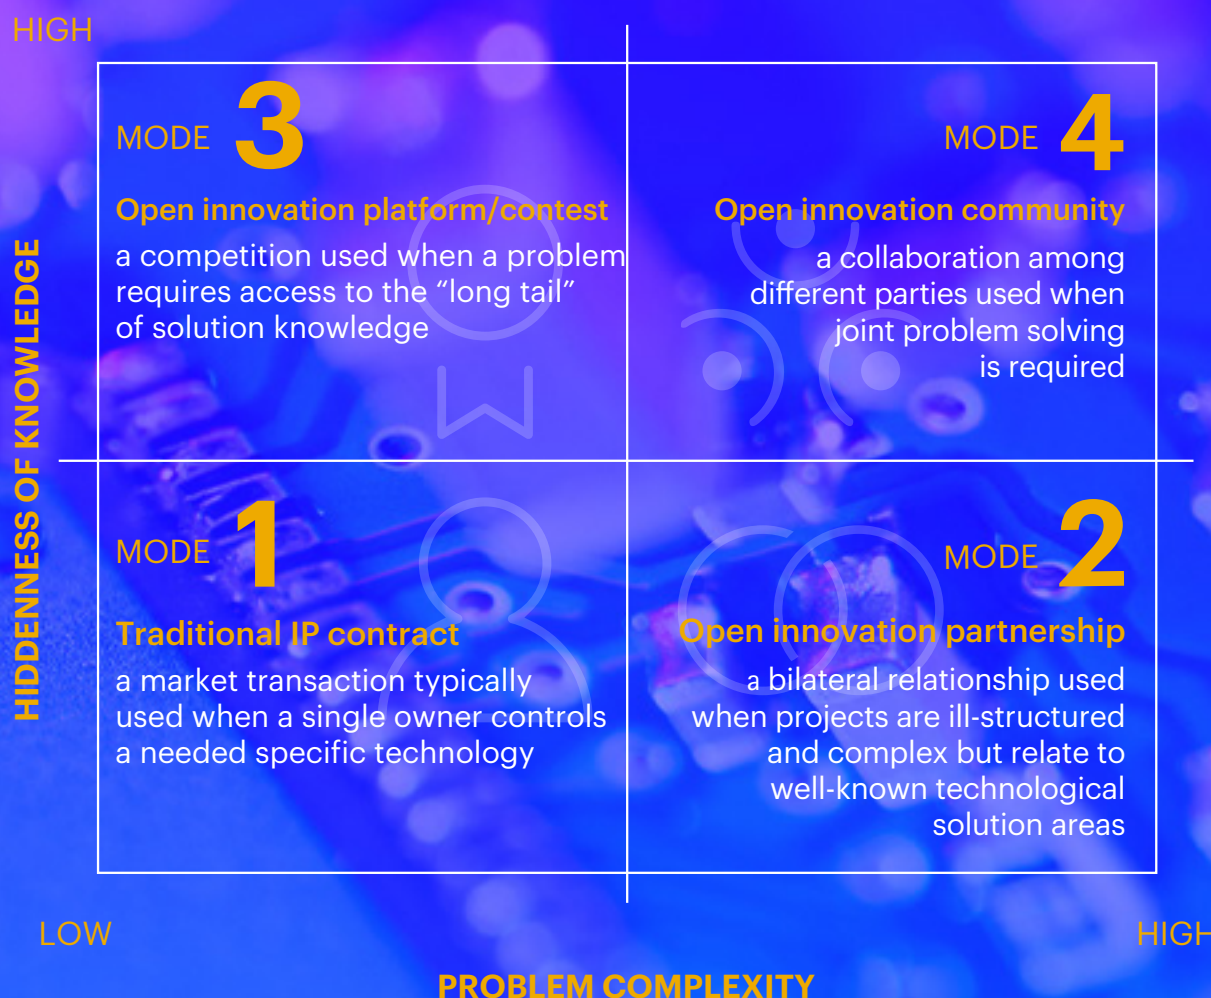 HIGH
MODE 3
Open innovation platform/contest
a competition used when a problem
requires access to the “long tail”
of solution knowledge
MODE 4
Open innovation community
a collaboration among
different parties used when
joint problem solving
is required
HIDDENNESS OF KNOWLEDGE
MODE 1
Traditional IP contract
a market transaction typically
used when a single owner controls
a needed specific technology
MODE 2
Open innovation partnership
a bilateral relationship used
when projects are ill-structured
and complex but relate to
well-known technological
solution areas
LOW
HIGH
PROBLEM COMPLEXITY